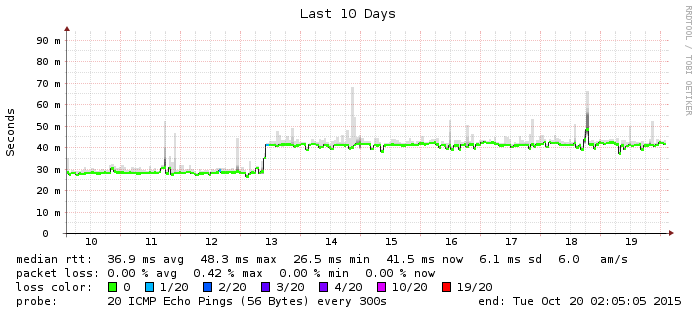 Last 10 Days
RRDTOOL / TOBI OETIKER
Seconds
90 m
80 m
70 m
60 m
50 m
40 m
30 m
20 m
10 m
0
10 11 12 13 14 15 16 17 18 19
median rtt: 36.9 ms avg 48.3 ms max 26.5 ms min 41.5 ms now 6.1 ms sd 6.0 am/s
packet loss: 0.00 % avg 0.42 % max 0.00 % min 0.00 % now
loss color: 0 1/20 2/20 3/20 4/20 10/20 19/20
probe: 20 ICMP Echo Pings (56 Bytes) every 300s end: Tue Oct 20 02:05:05 2015